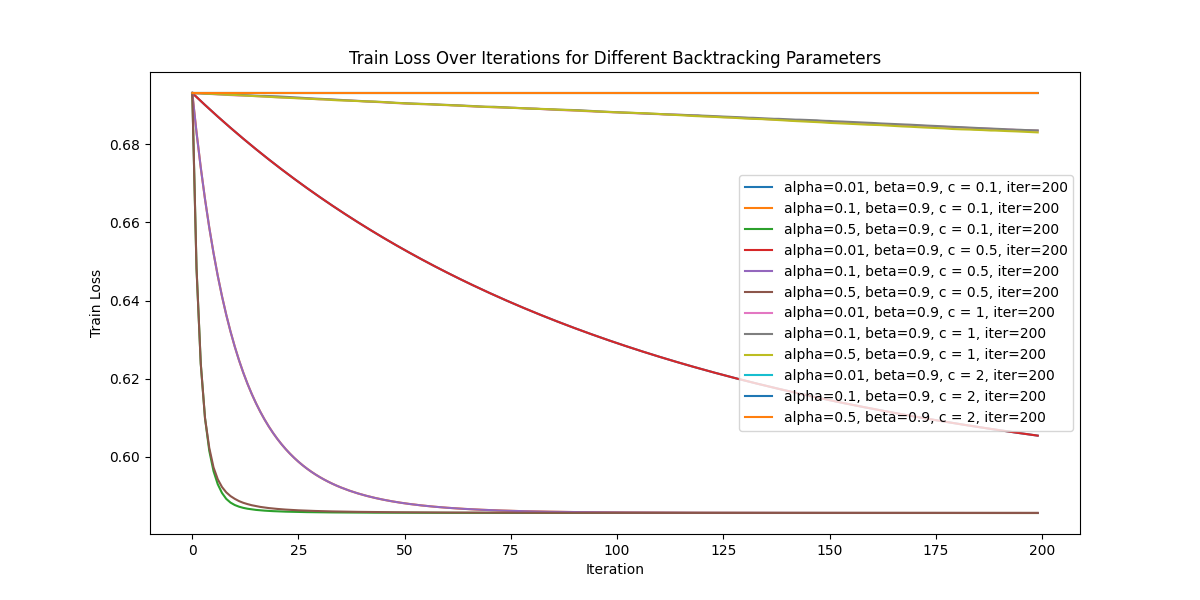 Train Loss Over Iterations for Different Backtracking Parameters
Train Loss
0.68
0.66
0.64
0.62
0.60
alpha=0.01, beta=0.9, c = 0.1, iter=200
alpha=0.1, beta=0.9, c = 0.1, iter=200
alpha=0.5, beta=0.9, c = 0.1, iter=200
alpha=0.01, beta=0.9, c = 0.5, iter=200
alpha=0.1, beta=0.9, c = 0.5, iter=200
alpha=0.5, beta=0.9, c = 0.5, iter=200
alpha=0.01, beta=0.9, c = 1, iter=200
alpha=0.1, beta=0.9, c = 1, iter=200
alpha=0.5, beta=0.9, c = 1, iter=200
alpha=0.01, beta=0.9, c = 2, iter=200
alpha=0.1, beta=0.9, c = 2, iter=200
alpha=0.5, beta=0.9, c = 2, iter=200
0 25 50 75 100 125 150 175 200
Iteration